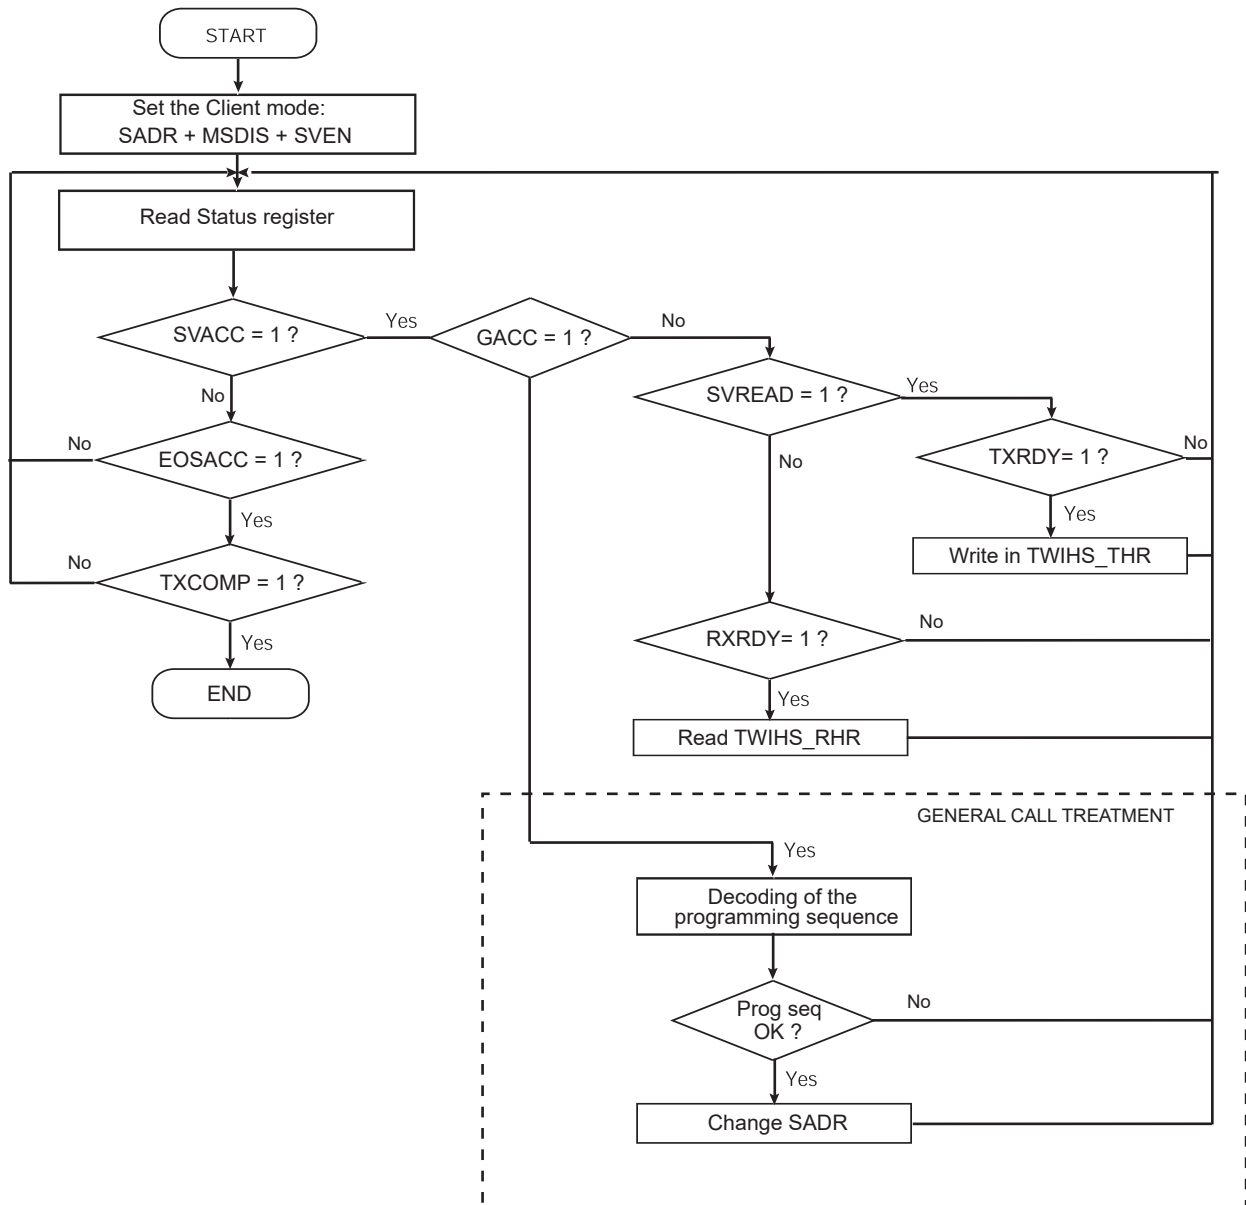 START
Set the Client mode:
SADR + MSDIS + SVEN
Read Status register
SVACC = 1 ?
Yes
GACC = 1 ?
No
SVREAD = 1 ?
Yes
No
No
EOSACC = 1 ?
No
TXRDY= 1 ?
No
Yes
Yes
Write in TWIHS_THR
No
TXCOMP = 1 ?
RXRDY= 1 ?
No
Yes
END
Yes
Read TWIHS_RHR
GENERAL CALL TREATMENT
Yes
Decoding of the
programming sequence
Prog seq
OK ?
No
Yes
Change SADR